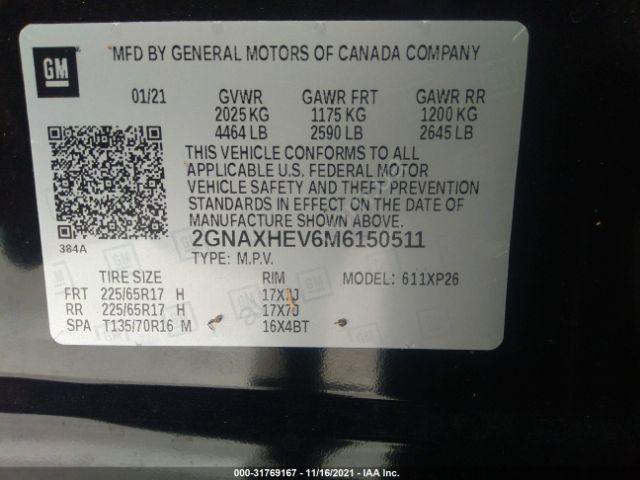 GM
MFD BY GENERAL MOTORS OF CANADA COMPANY
01/21 GVWR GAWR FRT GAWR RR
2025 KG 1175 KG 1200 KG
4464 LB 2590 LB 2645 LB
THIS VEHICLE CONFORMS TO ALL
APPLICABLE U.S. FEDERAL MOTOR
VEHICLE SAFETY AND THEFT PREVENTION
STANDARDS IN EFFECT ON THE DATE OF
MANUFACTURE SHOWN ABOVE.
384A
2GNAXHEV6M6150511
TYPE: M.P.V.
TIRE SIZE RIM MODEL: 611XP26
FRT 225/65R17 H 17X7J
RR 225/65R17 H 17X7J
SPA T135/70R16 M 16X4BT
000-31769167 - 11/16/2021 - IAA Inc.